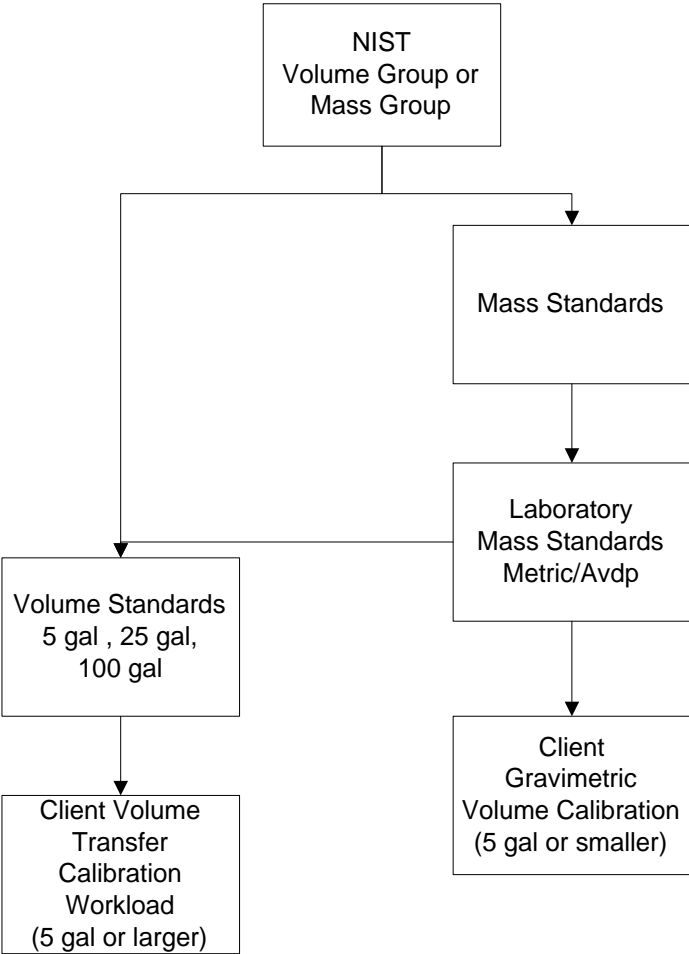 NIST
Volume Group or
Mass Group
Mass Standards
Laboratory
Mass Standards
Metric/Avdp
Volume Standards
5 gal , 25 gal,
100 gal
Client
Gravimetric
Volume Calibration
(5 gal or smaller)
Client Volume
Transfer
Calibration
Workload
(5 gal or larger)